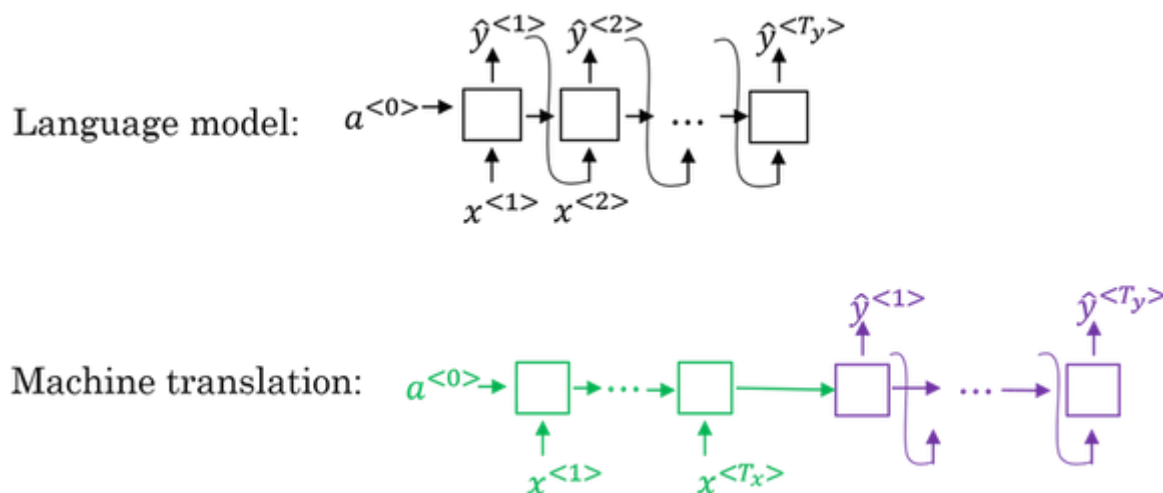 ŷ<1> ŷ<2> ŷ<Ty>
Language model: a<0> ...
x<1> x<2>
ŷ<1> ŷ<Ty>
Machine translation: a<0> ... ...
x<1> x<Tx>